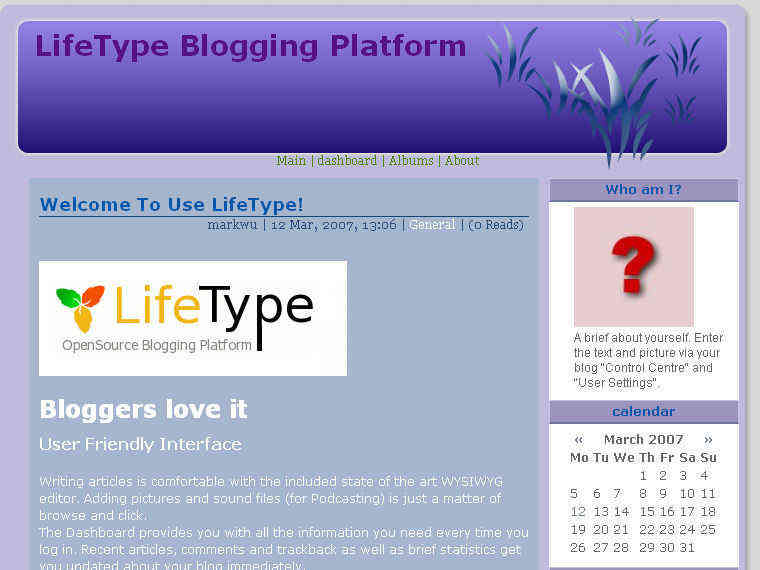 LifeType Blogging Platform
Main | dashboard | Albums | About
Welcome To Use LifeType!
markwu | 12 Mar, 2007, 13:06 | General | (0 Reads)
LifeType
OpenSource Blogging Platform
Bloggers love it
User Friendly Interface
Writing articles is comfortable with the included state of the art WYSIWYG
editor. Adding pictures and sound files (for Podcasting) is just a matter of
browse and click.
The Dashboard provides you with all the information you need every time you
log in. Recent articles, comments and trackback as well as brief statistics get
you updated about your blog immediately.
Who am I?
?
A brief about yourself. Enter
the text and picture via your
blog "Control Centre" and
"User Settings".
calendar
« March 2007 »
Mo Tu We Th Fr Sa Su
1 2 3 4
5 6 7 8 9 10 11
12 13 14 15 16 17 18
19 20 21 22 23 24 25
26 27 28 29 30 31